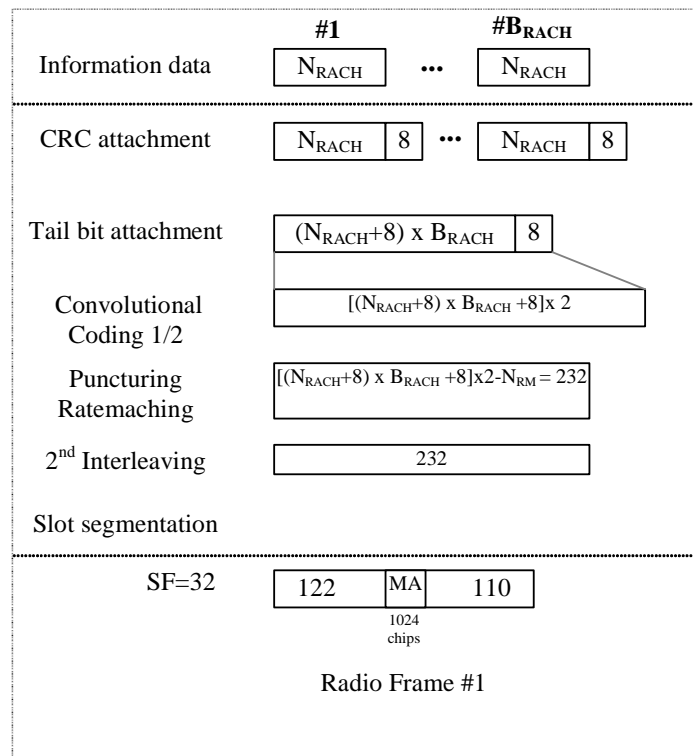 #1 #B_RACH
Information data N_RACH ... N_RACH
CRC attachment N_RACH 8 ... N_RACH 8
Tail bit attachment (N_RACH+8) x B_RACH 8
Convolutional
Coding 1/2
[(N_RACH+8) x B_RACH +8]x 2
Puncturing
Ratemaching
[(N_RACH+8) x B_RACH +8]x2-N_RM = 232
2nd Interleaving 232
Slot segmentation
SF=32 122 MA 110
1024
chips
Radio Frame #1